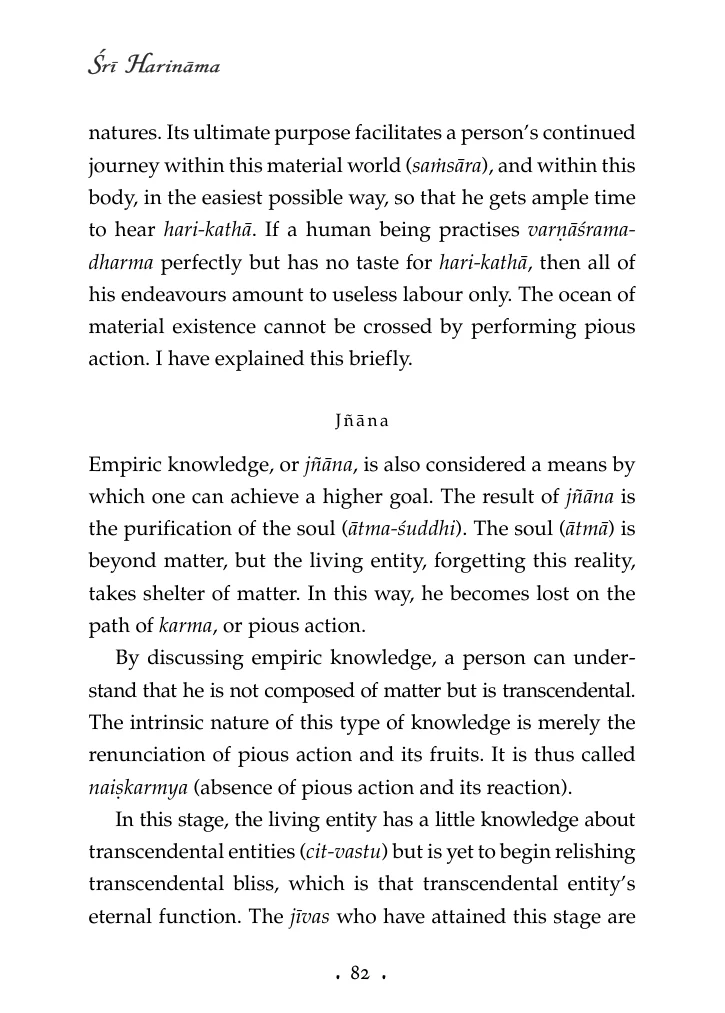 Śrī Harināma
natures. Its ultimate purpose facilitates a person’s continued
journey within this material world (saṁsāra), and within this
body, in the easiest possible way, so that he gets ample time
to hear hari-kathā. If a human being practises varṇāśrama-
dharma perfectly but has no taste for hari-kathā, then all of
his endeavours amount to useless labour only. The ocean of
material existence cannot be crossed by performing pious
action. I have explained this briefly.
Jñāna
Empiric knowledge, or jñāna, is also considered a means by
which one can achieve a higher goal. The result of jñāna is
the purification of the soul (ātma-śuddhi). The soul (ātmā) is
beyond matter, but the living entity, forgetting this reality,
takes shelter of matter. In this way, he becomes lost on the
path of karma, or pious action.
By discussing empiric knowledge, a person can under-
stand that he is not composed of matter but is transcendental.
The intrinsic nature of this type of knowledge is merely the
renunciation of pious action and its fruits. It is thus called
naiṣkarmya (absence of pious action and its reaction).
In this stage, the living entity has a little knowledge about
transcendental entities (cit-vastu) but is yet to begin relishing
transcendental bliss, which is that transcendental entity’s
eternal function. The jīvas who have attained this stage are
• 82 •